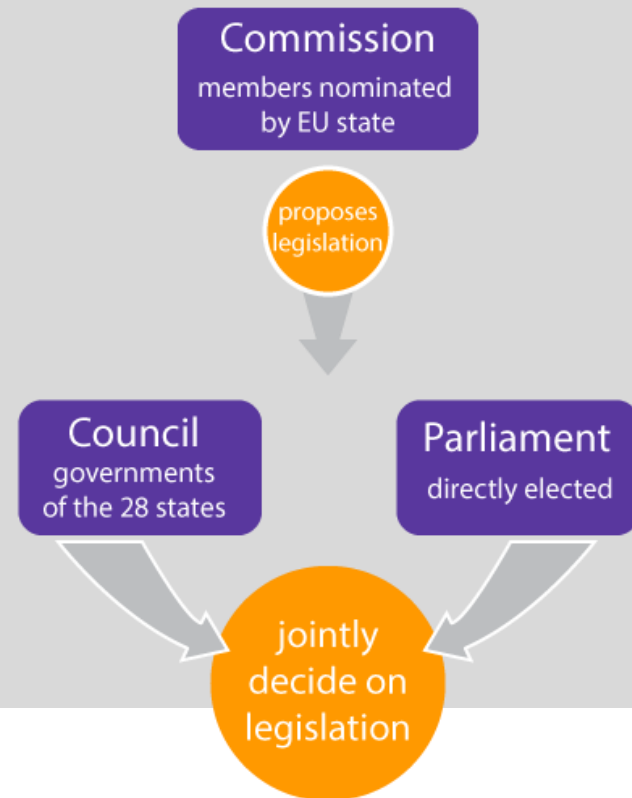 Commission
members nominated
by EU state
proposes
legislation
Council
governments
of the 28 states
Parliament
directly elected
jointly
decide on
legislation